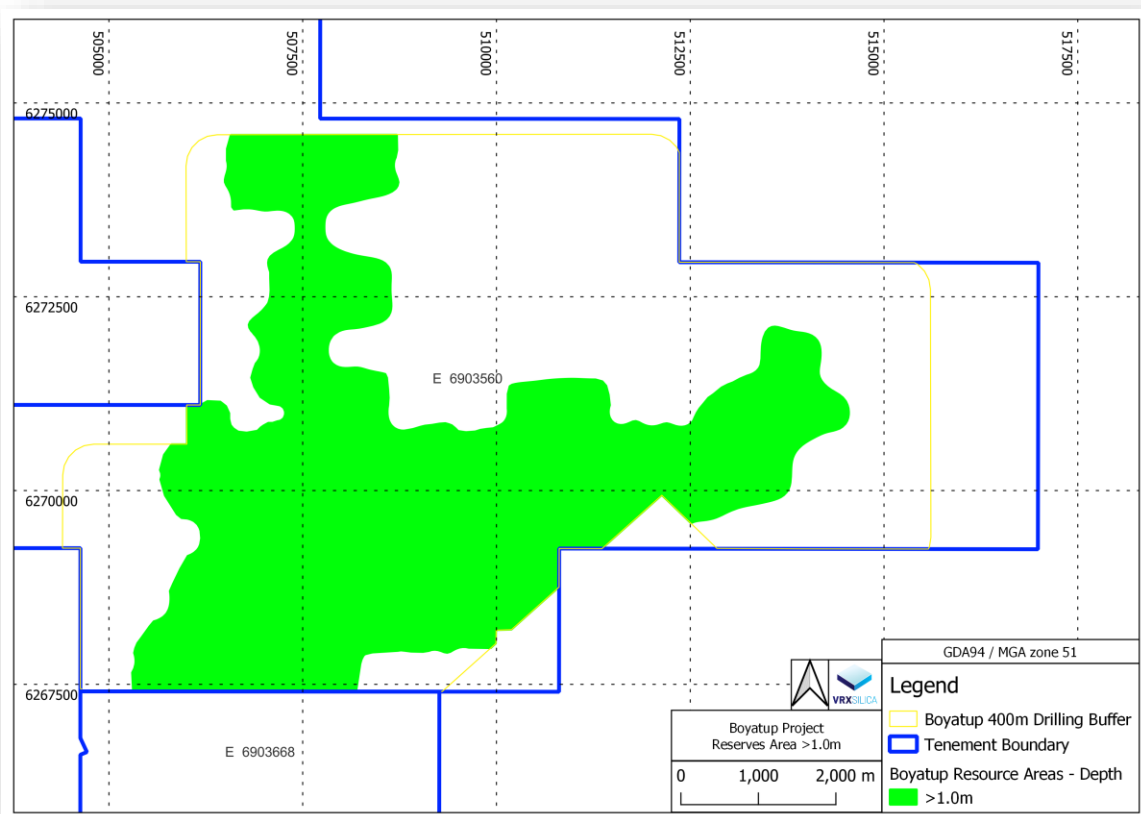 505000
507500
510000
512500
515000
517500
6275000
6272500
E 6903560
6270000
6267500
E 6903668
GDA94 / MGA zone 51
Legend
Boyatup 400m Drilling Buffer
Tenement Boundary
Boyatup Resource Areas - Depth
>1.0m
VRXSILICA
Boyatup Project
Reserves Area >1.0m
0 1,000 2,000 m